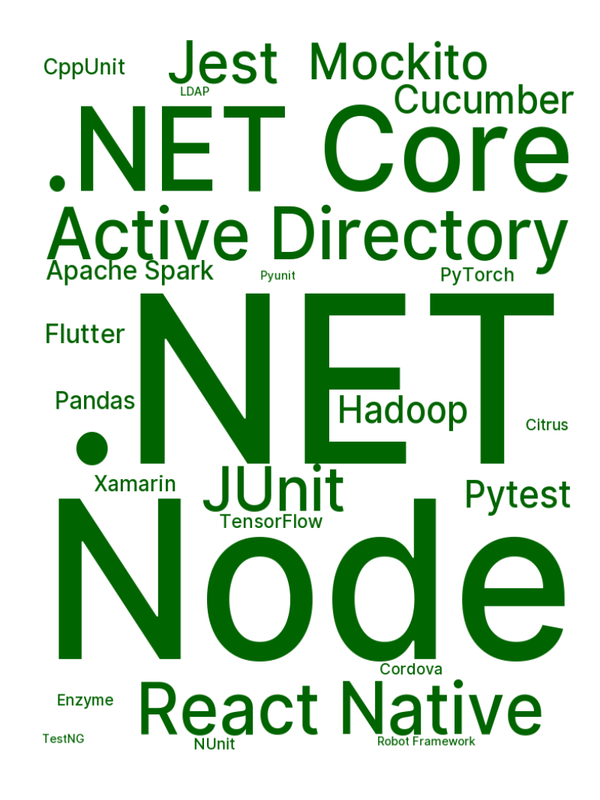 Jest
Mockito
CppUnit
LDAP
Cucumber
.NET Core
Active Directory
Apache Spark
Pyunit
PyTorch
.NET
Flutter
Pandas
Hadoop
Citrus
Xamarin
JUnit
Pytest
TensorFlow
Node
Cordova
Enzyme
React Native
TestNG
NUnit
Robot Framework